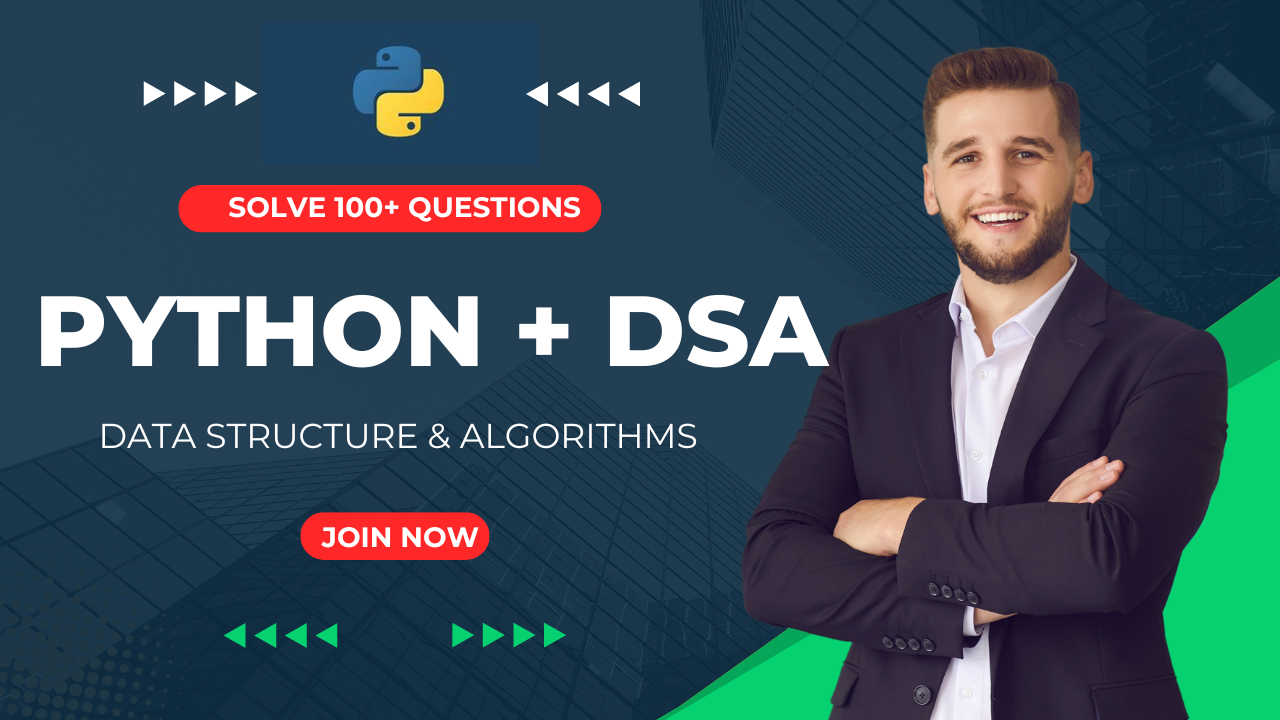 SOLVE 100+ QUESTIONS
PYTHON + DSA
DATA STRUCTURE & ALGORITHMS
JOIN NOW